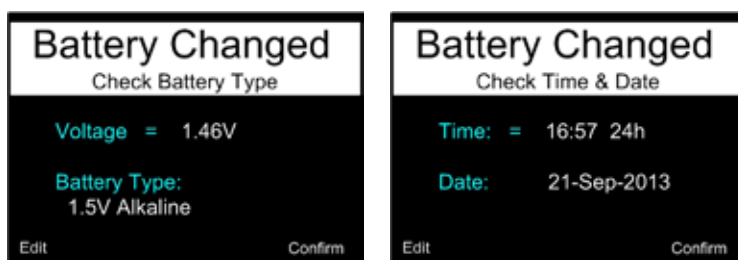 Battery Changed
Check Battery Type
Voltage = 1.46V
Battery Type:
1.5V Alkaline
Edit Confirm
Battery Changed
Check Time & Date
Time: = 16:57 24h
Date: 21-Sep-2013
Edit Confirm